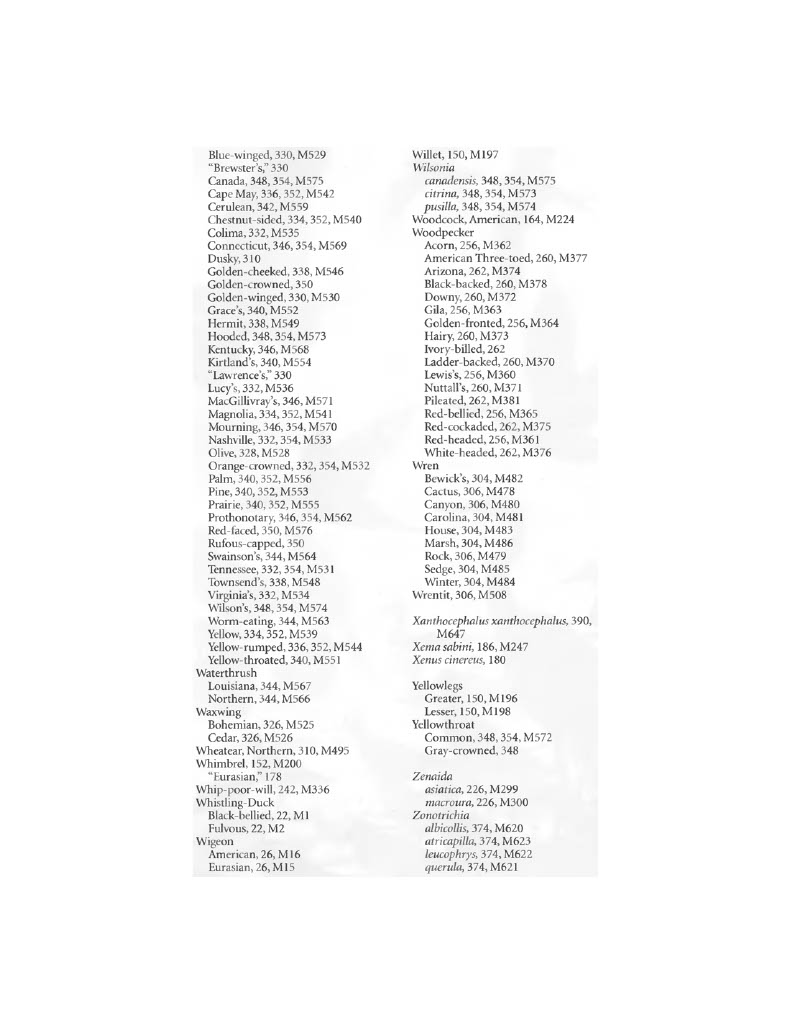 Blue-winged, 330, M529
“Brewster’s,” 330
Canada, 348, 354, M575
Cape May, 336, 352, M542
Cerulean, 342, M559
Chestnut-sided, 334, 352, M540
Colima, 332, M535
Connecticut, 346, 354, M569
Dusky, 310
Golden-cheeked, 338, M546
Golden-crowned, 350
Golden-winged, 330, M530
Grace’s, 340, M552
Hermit, 338, M549
Hooded, 348, 354, M573
Kentucky, 346, M568
Kirtland’s, 340, M554
“Lawrence’s,” 330
Lucy’s, 332, M536
MacGillivray’s, 346, M571
Magnolia, 334, 352, M541
Mourning, 346, 354, M570
Nashville, 332, 354, M533
Olive, 328, M528
Orange-crowned, 332, 354, M532
Palm, 340, 352, M556
Pine, 340, 352, M553
Prairie, 340, 352, M555
Prothonotary, 346, 354, M562
Red-faced, 350, M576
Rufous-capped, 350
Swainson’s, 344, M564
Tennessee, 332, 354, M531
Townsend’s, 338, M548
Virginia’s, 332, M534
Wilson’s, 348, 354, M574
Worm-eating, 344, M563
Yellow, 334, 352, M539
Yellow-rumped, 336, 352, M544
Yellow-throated, 340, M551
Waterthrush
Louisiana, 344, M567
Northern, 344, M566
Waxwing
Bohemian, 326, M525
Cedar, 326, M526
Wheatear, Northern, 310, M495
Whimbrel, 152, M200
“Eurasian,” 178
Whip-poor-will, 242, M336
Whistling-Duck
Black-bellied, 22, M1
Fulvous, 22, M2
Wigeon
American, 26, M16
Eurasian, 26, M15
Willet, 150, M197
Wilsonia
canadensis, 348, 354, M575
citrina, 348, 354, M573
pusilla, 348, 354, M574
Woodcock, American, 164, M224
Woodpecker
Acorn, 256, M362
American Three-toed, 260, M377
Arizona, 262, M374
Black-backed, 260, M378
Downy, 260, M372
Gila, 256, M363
Golden-fronted, 256, M364
Hairy, 260, M373
Ivory-billed, 262
Ladder-backed, 260, M370
Lewis’s, 256, M360
Nuttall’s, 260, M371
Pileated, 262, M381
Red-bellied, 256, M365
Red-cockaded, 262, M375
Red-headed, 256, M361
White-headed, 262, M376
Wren
Bewick’s, 304, M482
Cactus, 306, M478
Canyon, 306, M480
Carolina, 304, M481
House, 304, M483
Marsh, 304, M486
Rock, 306, M479
Sedge, 304, M485
Winter, 304, M484
Wrentit, 306, M508
Xanthocephalus xanthocephalus, 390,
M647
Xema sabini, 186, M247
Xenus cinereus, 180
Yellowlegs
Greater, 150, M196
Lesser, 150, M198
Yellowthroat
Common, 348, 354, M572
Gray-crowned, 348
Zenaida
asiatica, 226, M299
macroura, 226, M300
Zonotrichia
albicollis, 374, M620
atricapilla, 374, M623
leucophrys, 374, M622
querula, 374, M621